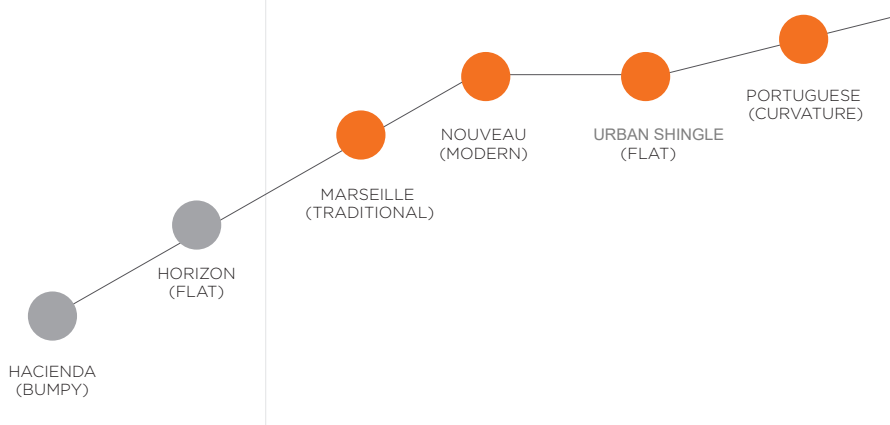 HACIENDA
(BUMPY)
HORIZON
(FLAT)
MARSEILLE
(TRADITIONAL)
NOUVEAU
(MODERN)
URBAN SHINGLE
(FLAT)
PORTUGUESE
(CURVATURE)